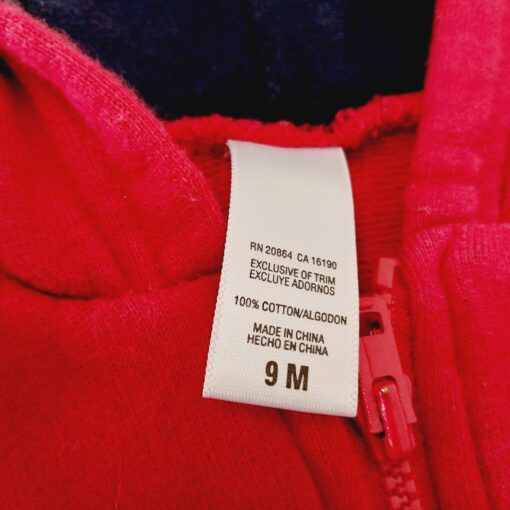 RN 20864 CA 16190
EXCLUSIVE OF TRIM
EXCLUYE ADORNOS
100% COTTON/ALGODON
MADE IN CHINA
HECHO EN CHINA
9 M